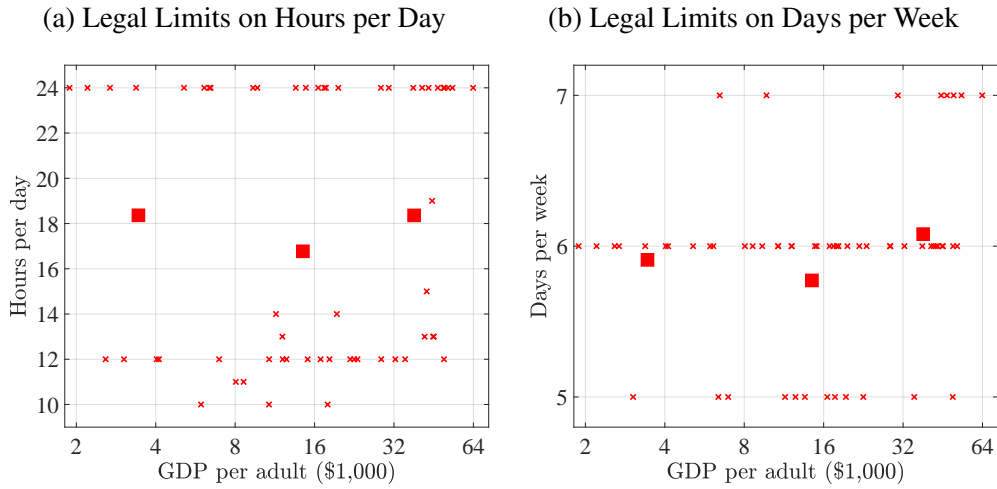 (a) Legal Limits on Hours per Day
24
22
20
18
16
14
12
10
Hours per day
2 4 8 16 32 64
GDP per adult ($1,000)
(b) Legal Limits on Days per Week
7
6
5
Days per week
2 4 8 16 32 64
GDP per adult ($1,000)